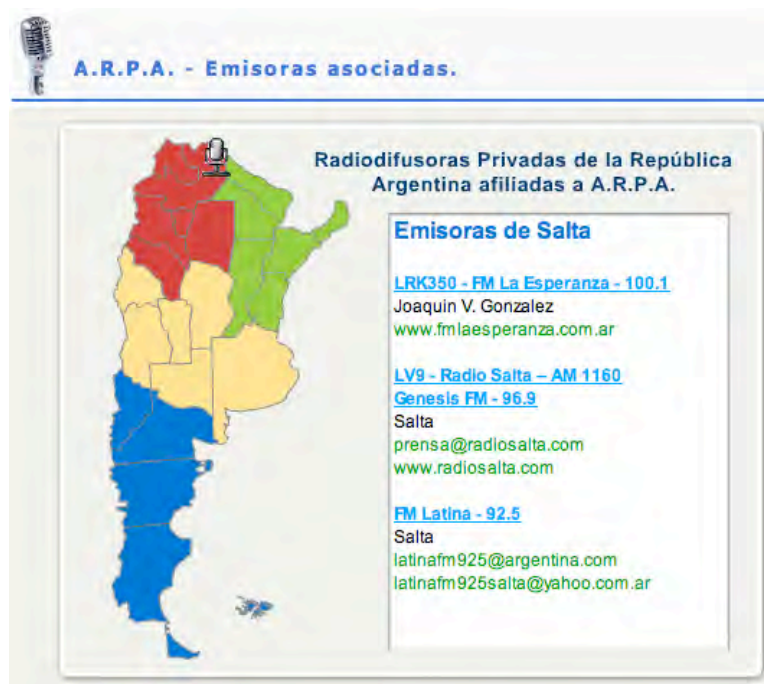 A.R.P.A. - Emisoras asociadas.
Radiodifusoras Privadas de la República
Argentina afiliadas a A.R.P.A.
Emisoras de Salta
LRK350 - FM La Esperanza - 100.1
Joaquin V. Gonzalez
www.fmlaesperanza.com.ar
LV9 - Radio Salta – AM 1160
Genesis FM - 96.9
Salta
prensa@radiosalta.com
www.radiosalta.com
FM Latina - 92.5
Salta
latinafm925@argentina.com
latinafm925salta@yahoo.com.ar